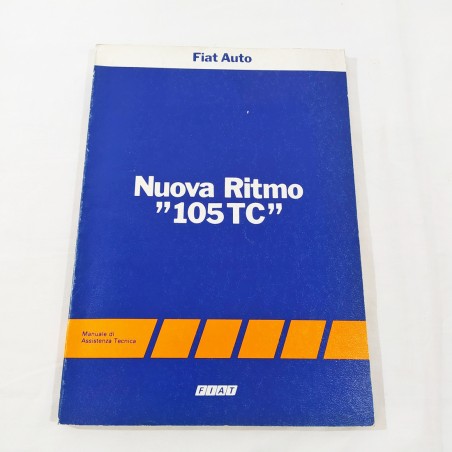 Fiat Auto
Nuova Ritmo
”105 TC”
Manuale di
Assistenza Tecnica
FIAT